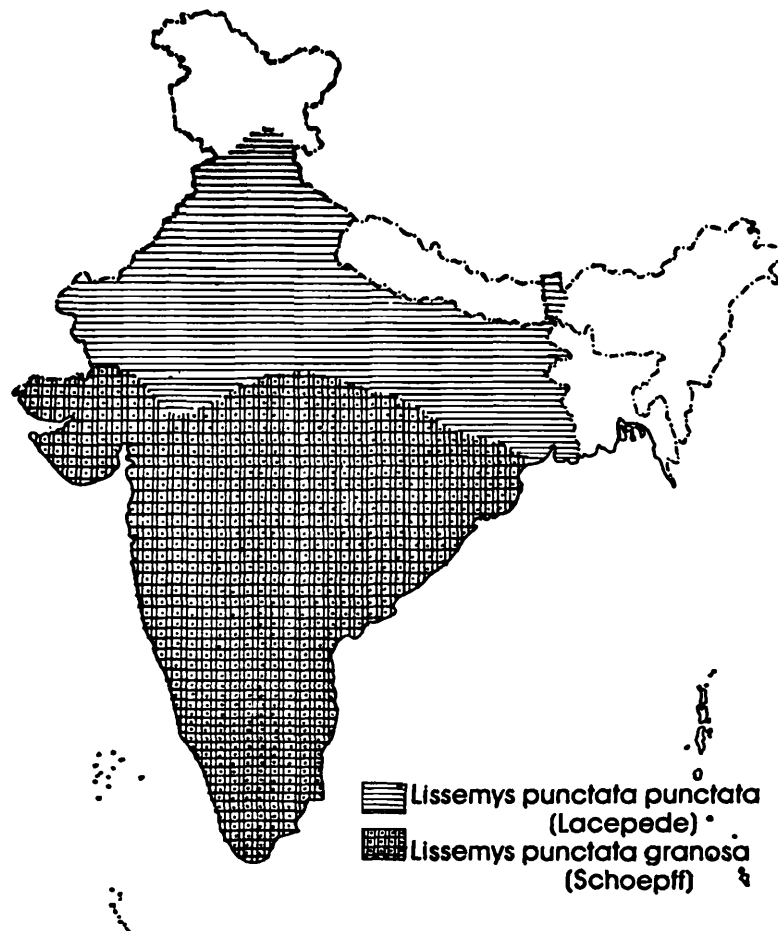 Lissemys punctata punctata
(Lacepede)
Lissemys punctata granosa
(Schoepff)